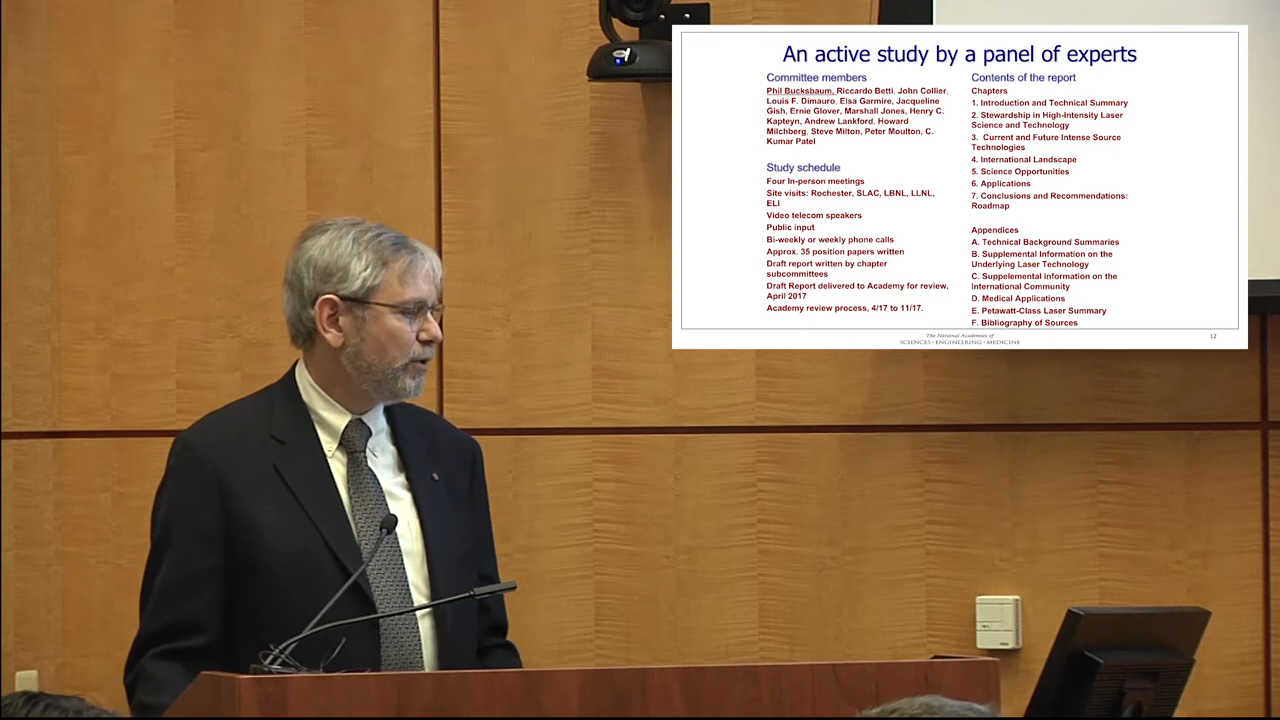 An active study by a panel of experts
Committee members
Phil Bucksbaum, Riccardo Betti, John Collier,
Louis F. Dimauro, Elsa Garmire, Jacqueline
Gish, Ernie Glover, Marshall Jones, Henry C.
Kapteyn, Andrew Lankford, Howard
Milchberg, Steve Milton, Peter Moulton, C.
Kumar Patel
Study schedule
Four In-person meetings
Site visits: Rochester, SLAC, LBNL, LLNL,
ELI
Video telecom speakers
Public input
Bi-weekly or weekly phone calls
Approx. 35 position papers written
Draft report written by chapter
subcommittees
Draft Report delivered to Academy for review,
April 2017
Academy review process, 4/17 to 11/17.
Contents of the report
Chapters
1. Introduction and Technical Summary
2. Stewardship in High-Intensity Laser
Science and Technology
3. Current and Future Intense Source
Technologies
4. International Landscape
5. Science Opportunities
6. Applications
7. Conclusions and Recommendations:
Roadmap
Appendices
A. Technical Background Summaries
B. Supplemental Information on the
Underlying Laser Technology
C. Suppelemental information on the
International Community
D. Medical Applications
E. Petawatt-Class Laser Summary
F. Bibliography of Sources
The National Academies of
SCIENCES • ENGINEERING • MEDICINE
12